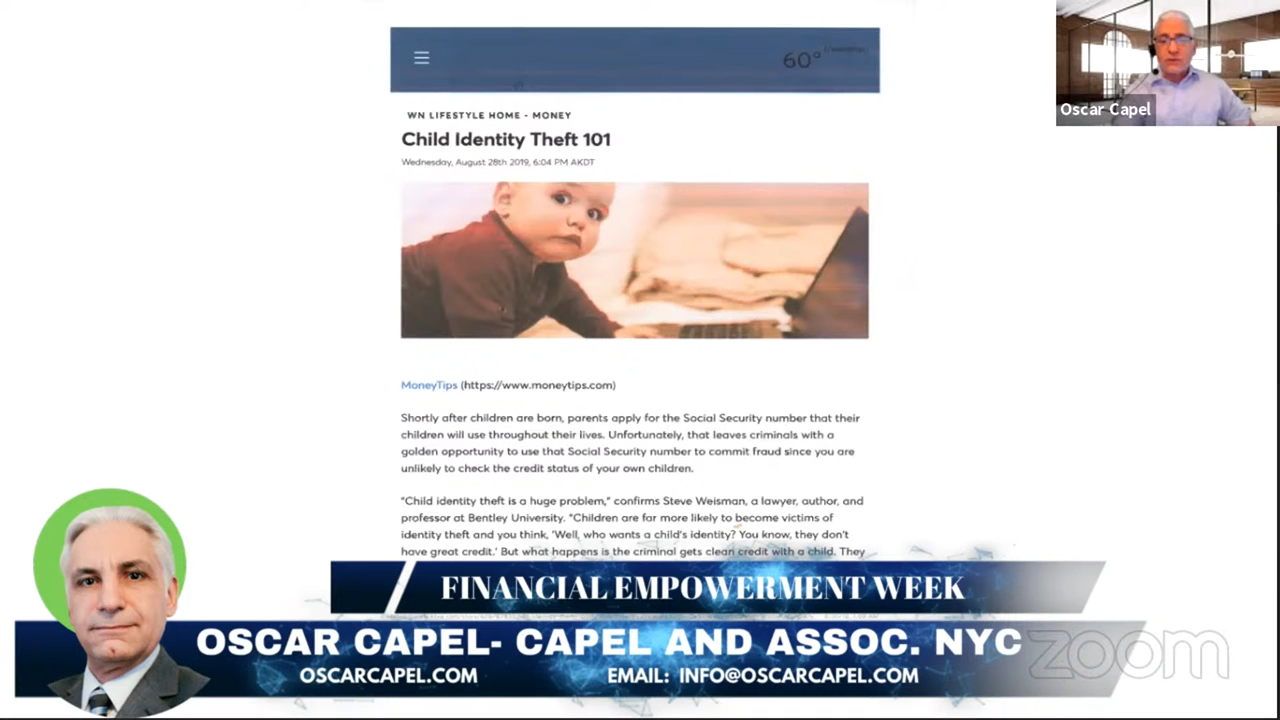 60°
WN LIFESTYLE HOME - MONEY
Child Identity Theft 101
Wednesday, August 28th 2019, 6:04 PM AKDT
MoneyTips (https://www.moneytips.com)
Shortly after children are born, parents apply for the Social Security number that their
children will use throughout their lives. Unfortunately, that leaves criminals with a
golden opportunity to use that Social Security number to commit fraud since you are
unlikely to check the credit status of your own children.
"Child identity theft is a huge problem," confirms Steve Weisman, a lawyer, author, and
professor at Bentley University. "Children are far more likely to become victims of
identity theft and you think, 'Well, who wants a child's identity? You know, they don't
have great credit.' But what happens is the criminal gets clean credit with a child. They
Oscar Capel
FINANCIAL EMPOWERMENT WEEK
OSCAR CAPEL- CAPEL AND ASSOC. NYC
OSCARCAPEL.COM EMAIL: INFO@OSCARCAPEL.COM
zoom